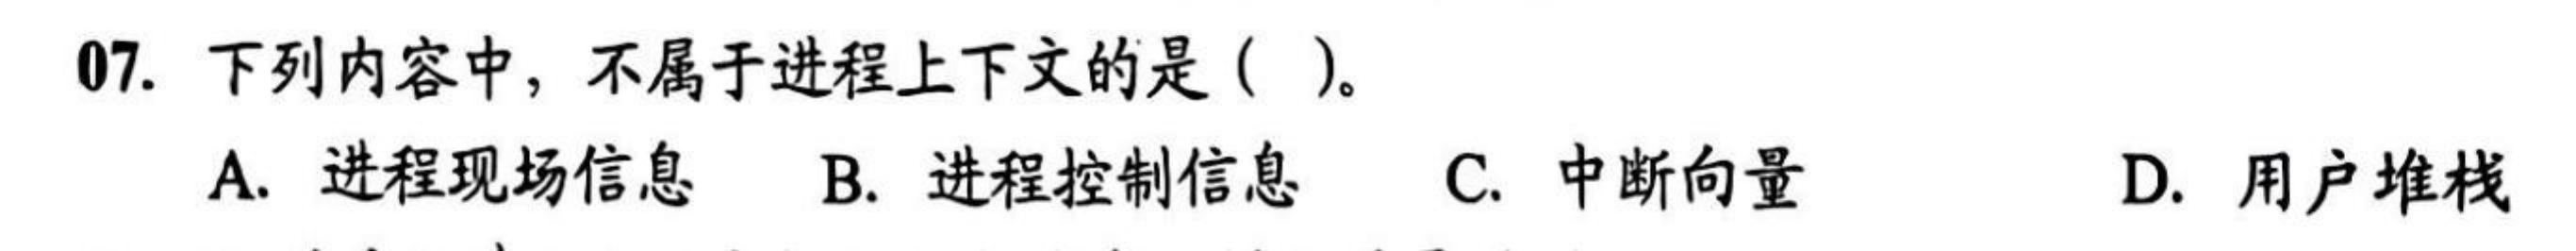 07. 下列内容中，不属于进程上下文的是（ ）。
A. 进程现场信息 B. 进程控制信息 C. 中断向量 D. 用户堆栈